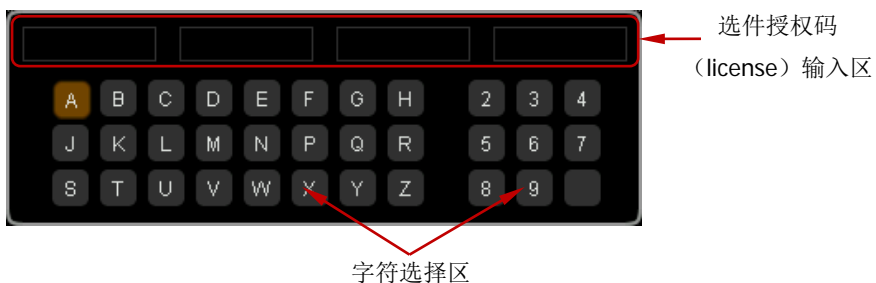 选件授权码
（license）输入区
A B C D E F G H 2 3 4
J K L M N P Q R 5 6 7
S T U V W X Y Z 8 9
字符选择区